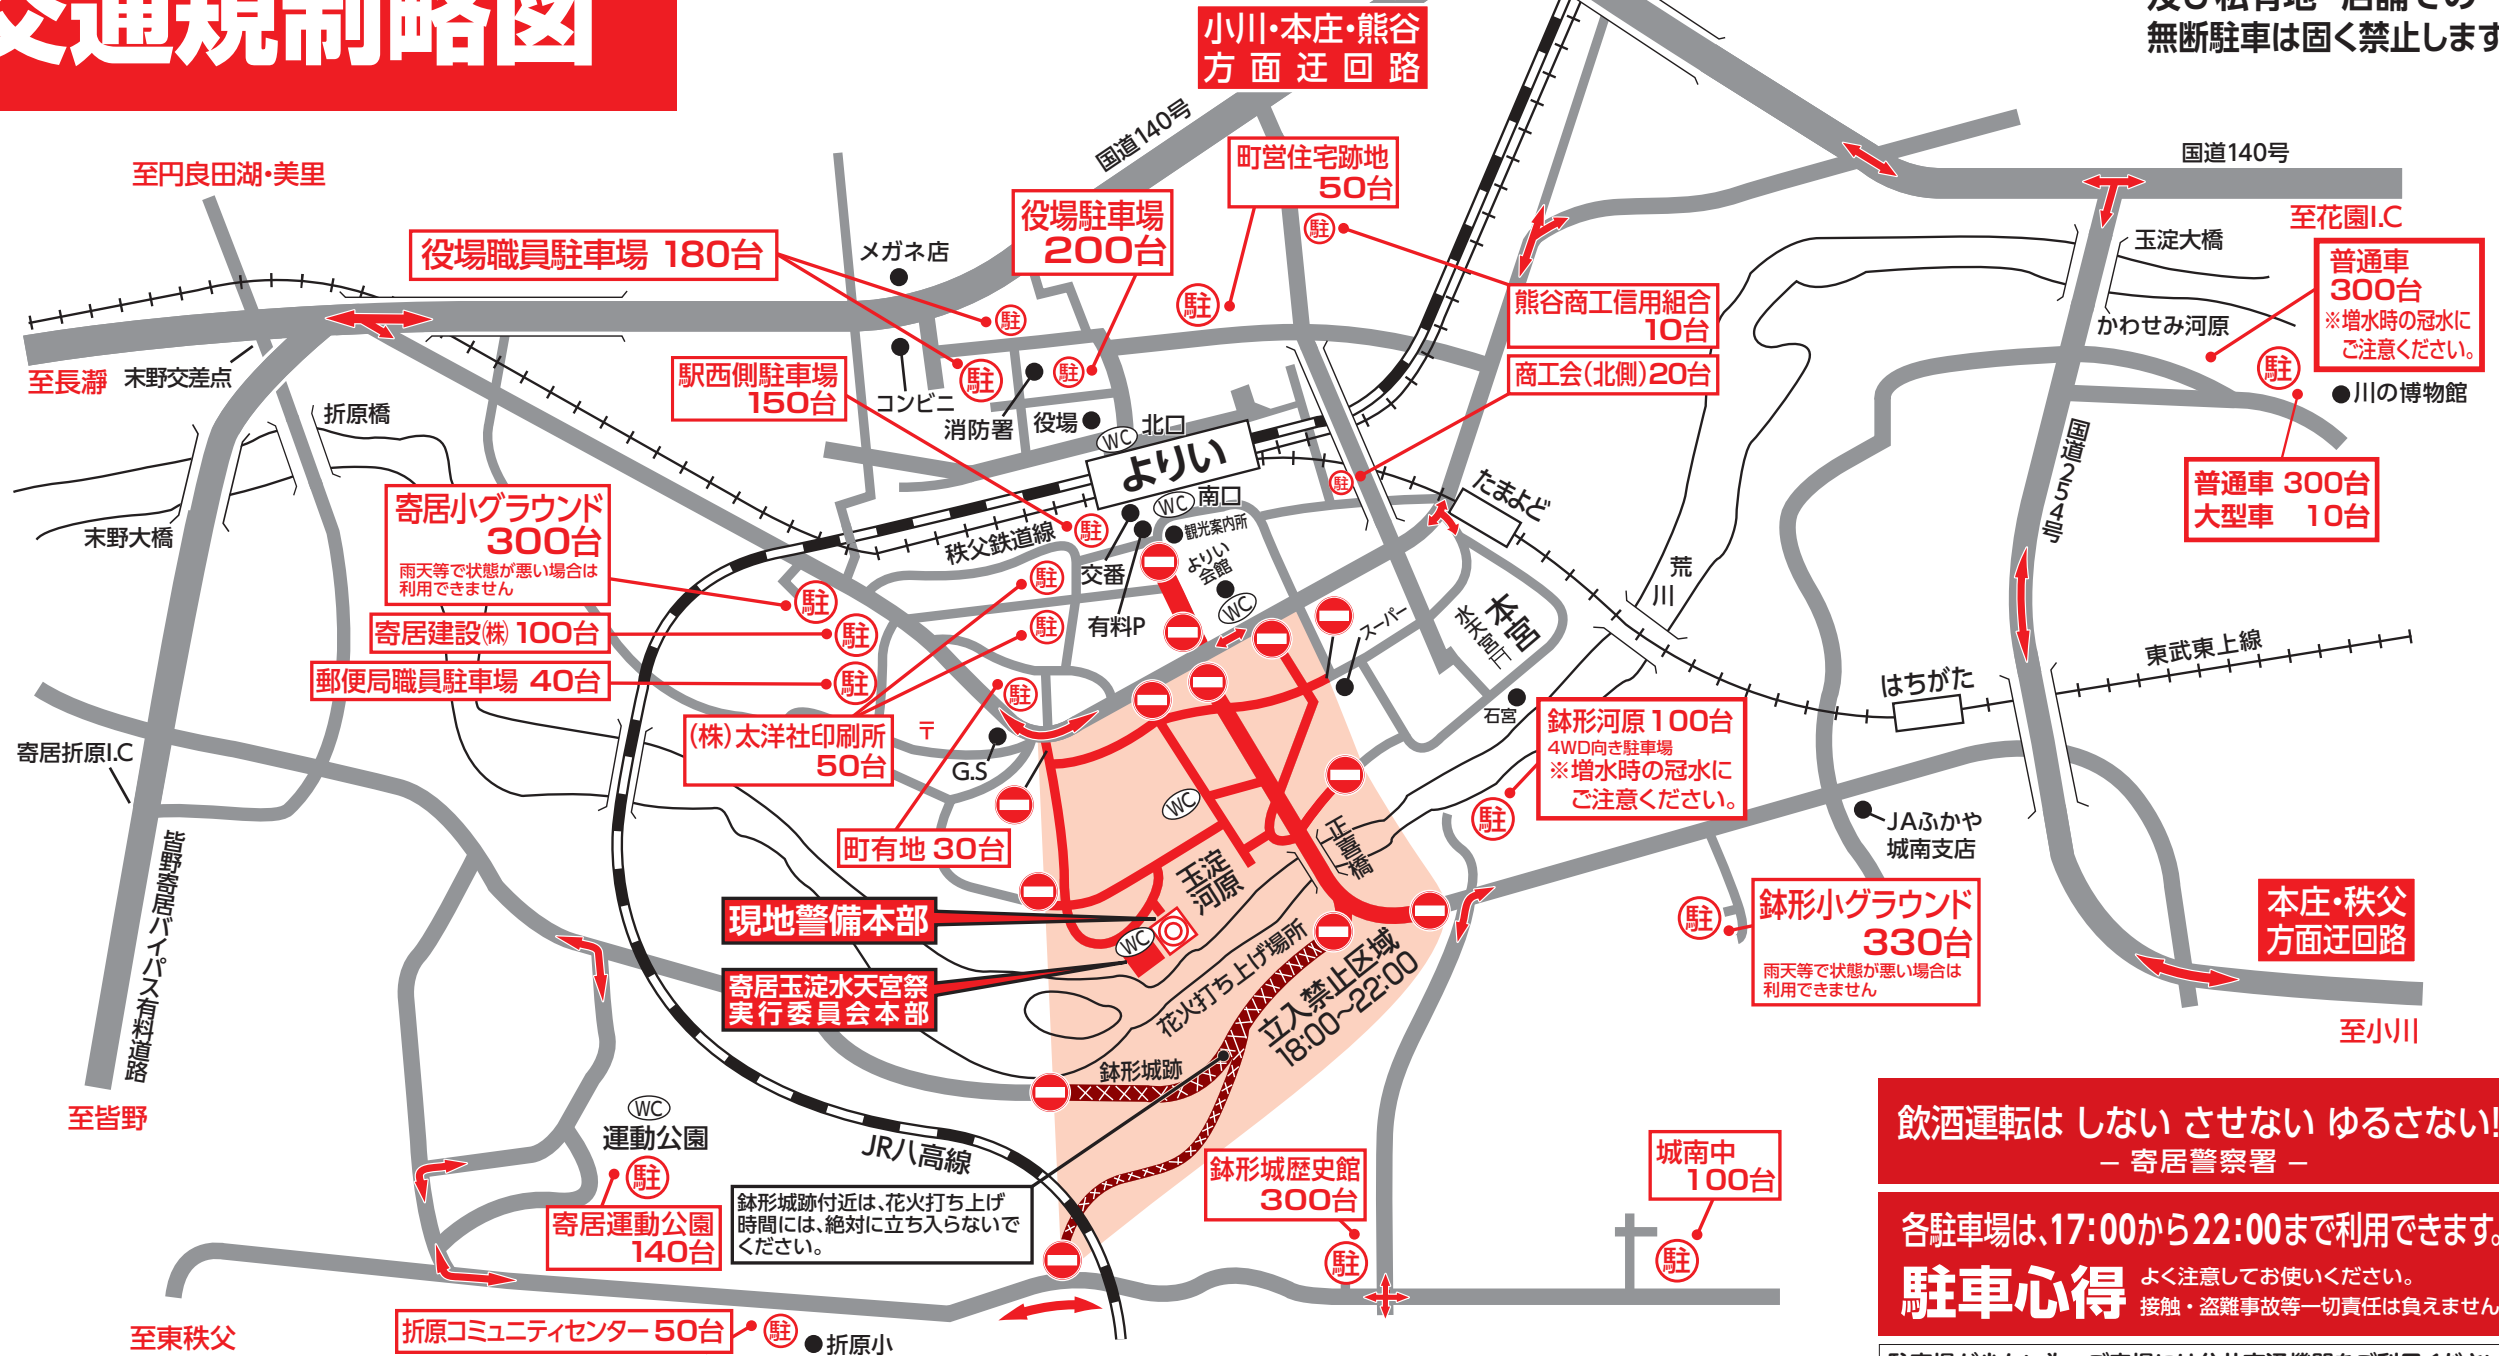 交通規制略図
小川・本庄・熊谷
方面迂回路
無断駐車は固く禁止します
国道140号
町営住宅跡地
50台
駐
国道140号
至花園I.C
至円良田湖・美里
役場職員駐車場 180台
メガネ店
役場駐車場
200台
駐
駐
玉淀大橋
普通車
300台
※増水時の冠水に
ご注意ください。
熊谷商工信用組合
10台
かわせみ河原
至長瀞
末野交差点
駅西側駐車場
150台
駐
コンビニ
消防署
駐
役場
北口
WC
商工会(北側)20台
駐
駐
川の博物館
折原橋
よりい
国道254号
普通車 300台
大型車 10台
末野大橋
寄居小グラウンド
300台
雨天等で状態が悪い場合は
利用できません
秩父鉄道線
駐
WC
南口
観光案内所
よりい
会館
WC
たまよど
交番
有料P
駐
駐
荒川
寄居建設㈱ 100台
駐
駐
スーパー
水天宮
本宮
郵便局職員駐車場 40台
駐
駐
東武東上線
はちがた
(株)太洋社印刷所
50台
〒
G.S
石宮
鉢形河原 100台
4WD向き駐車場
※増水時の冠水に
ご注意ください。
駐
寄居折原I.C
町有地 30台
WC
玉淀
河原
正喜橋
JAふかや
城南支店
皆野寄居バイパス有料道路
現地警備本部
WC
寄居玉淀水天宮祭
実行委員会本部
花火打ち上げ場所
立入禁止区域
18:00～22:00
駐
鉢形小グラウンド
330台
雨天等で状態が悪い場合は
利用できません
本庄・秩父
方面迂回路
至小川
鉢形城跡
至皆野
WC
運動公園
駐
寄居運動公園
140台
JR八高線
鉢形城跡付近は、花火打ち上げ
時間には、絶対に立ち入らないで
ください。
鉢形城歴史館
300台
駐
城南中
100台
駐
至東秩父
折原コミュニティセンター 50台
駐
折原小
飲酒運転は しない させない ゆるさない!
－ 寄居警察署 －
各駐車場は、17:00から22:00まで利用できます。
駐車心得
よく注意してお使いください。
接触・盗難事故等一切責任は負えません